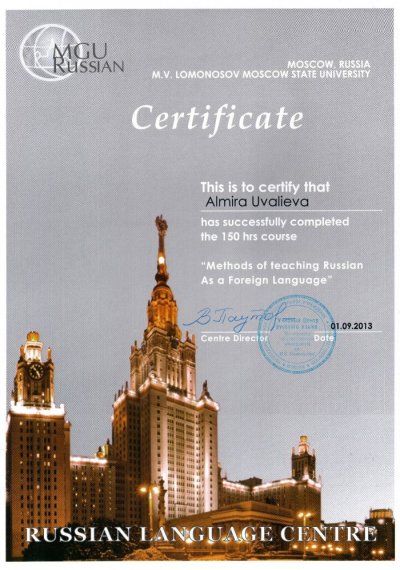 MGU
RUSSIAN
MOSCOW, RUSSIA
M.V. LOMONOSOV MOSCOW STATE UNIVERSITY
Certificate
This is to certify that
Almira Uvalieva
has successfully completed
the 150 hrs course
"Methods of teaching Russian
As a Foreign Language"
01.09.2013
Centre Director
Date
RUSSIAN LANGUAGE CENTRE